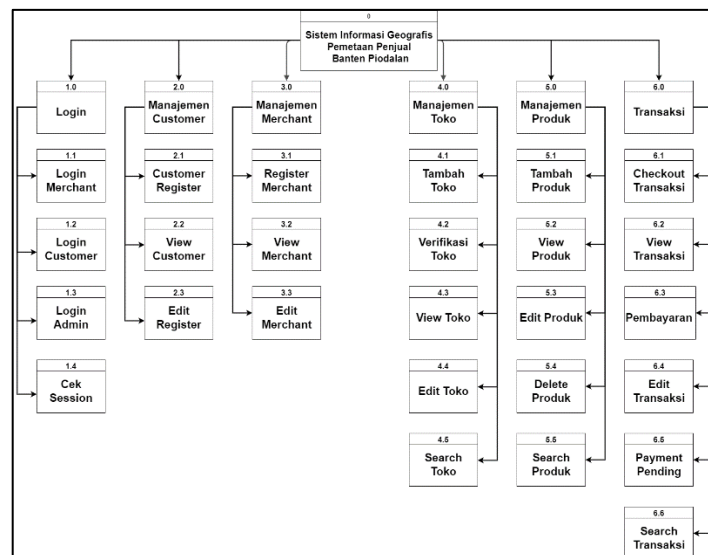 0
Sistem Informasi Geografis
Pemetaan Penjual
Banten Piodalan
1.0
Login
2.0
Manajemen
Customer
3.0
Manajemen
Merchant
4.0
Manajemen
Toko
5.0
Manajemen
Produk
6.0
Transaksi
1.1
Login
Merchant
2.1
Customer
Register
3.1
Register
Merchant
4.1
Tambah
Toko
5.1
Tambah
Produk
6.1
Checkout
Transaksi
1.2
Login
Customer
2.2
View
Customer
3.2
View
Merchant
4.2
Verifikasi
Toko
5.2
View
Produk
6.2
View
Transaksi
1.3
Login
Admin
2.3
Edit
Register
3.3
Edit
Merchant
4.3
View Toko
5.3
Edit Produk
6.3
Pembayaran
1.4
Cek
Session
4.4
Edit Toko
5.4
Delete
Produk
6.4
Edit
Transaksi
4.5
Search
Toko
5.5
Search
Produk
6.5
Payment
Pending
6.6
Search
Transaksi